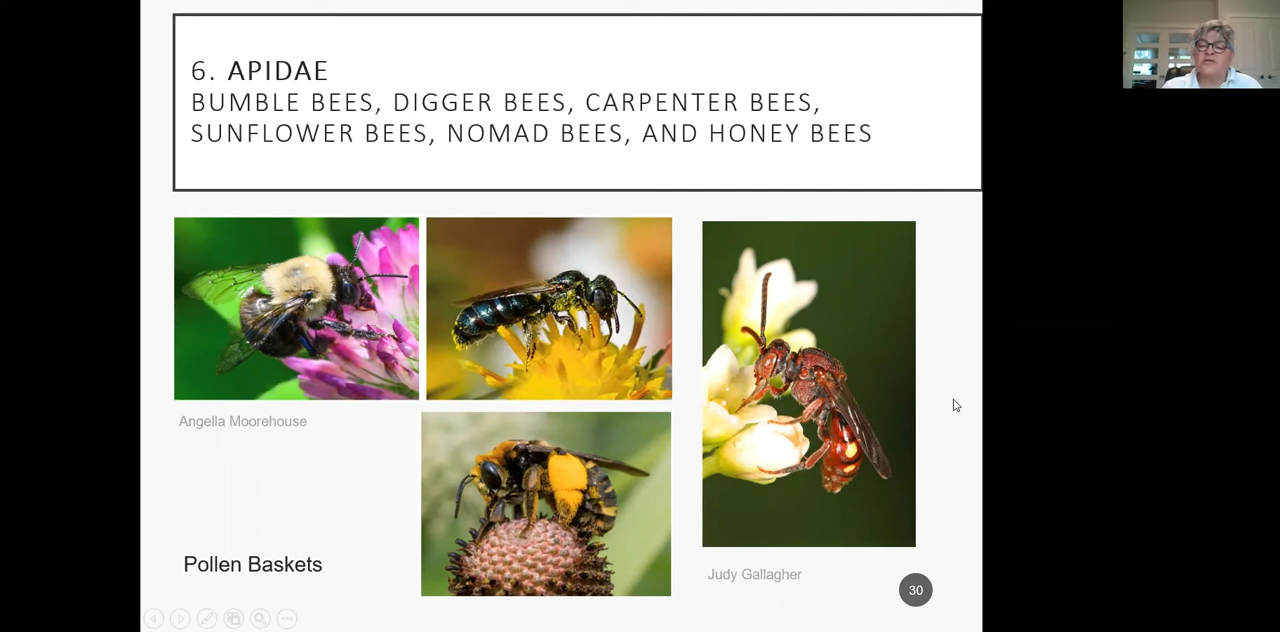 6. APIDAE
BUMBLE BEES, DIGGER BEES, CARPENTER BEES,
SUNFLOWER BEES, NOMAD BEES, AND HONEY BEES
Angella Moorehouse
Pollen Baskets
Judy Gallagher
30